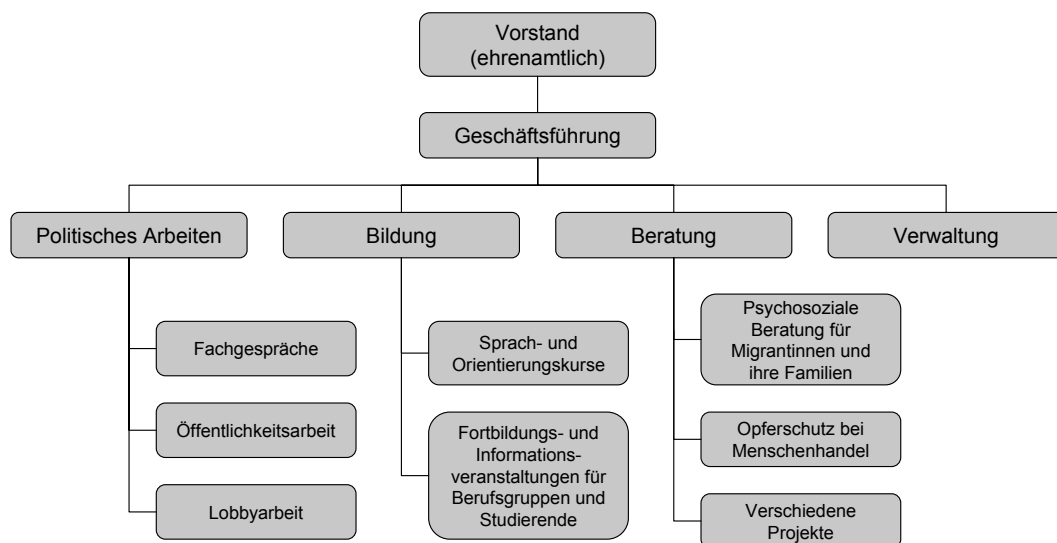 Vorstand
(ehrenamtlich)
Geschäftsführung
Politisches Arbeiten
Bildung
Beratung
Verwaltung
Fachgespräche
Öffentlichkeitsarbeit
Lobbyarbeit
Sprach- und
Orientierungskurse
Fortbildungs- und
Informations-
veranstaltungen für
Berufsgruppen und
Studierende
Psychosoziale
Beratung für
Migrantinnen und
ihre Familien
Opferschutz bei
Menschenhandel
Verschiedene
Projekte